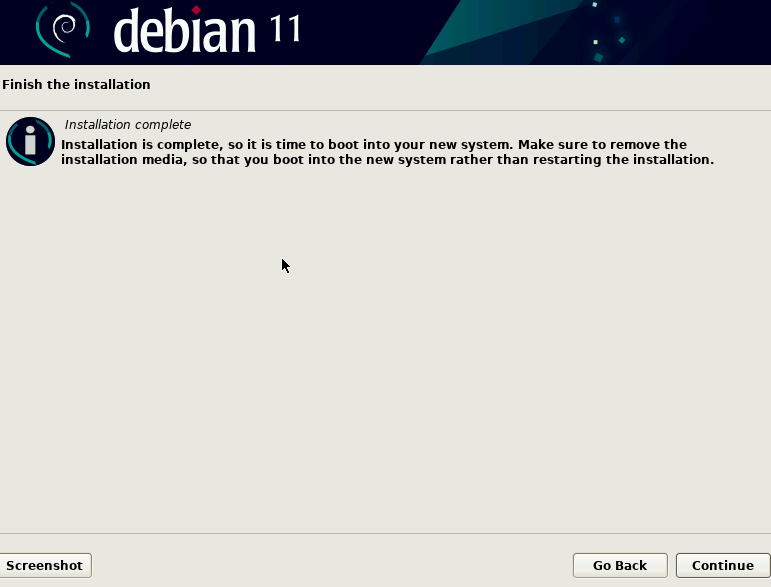 debian 11
Finish the installation
Installation complete
Installation is complete, so it is time to boot into your new system. Make sure to remove the
installation media, so that you boot into the new system rather than restarting the installation.
Screenshot
Go Back
Continue